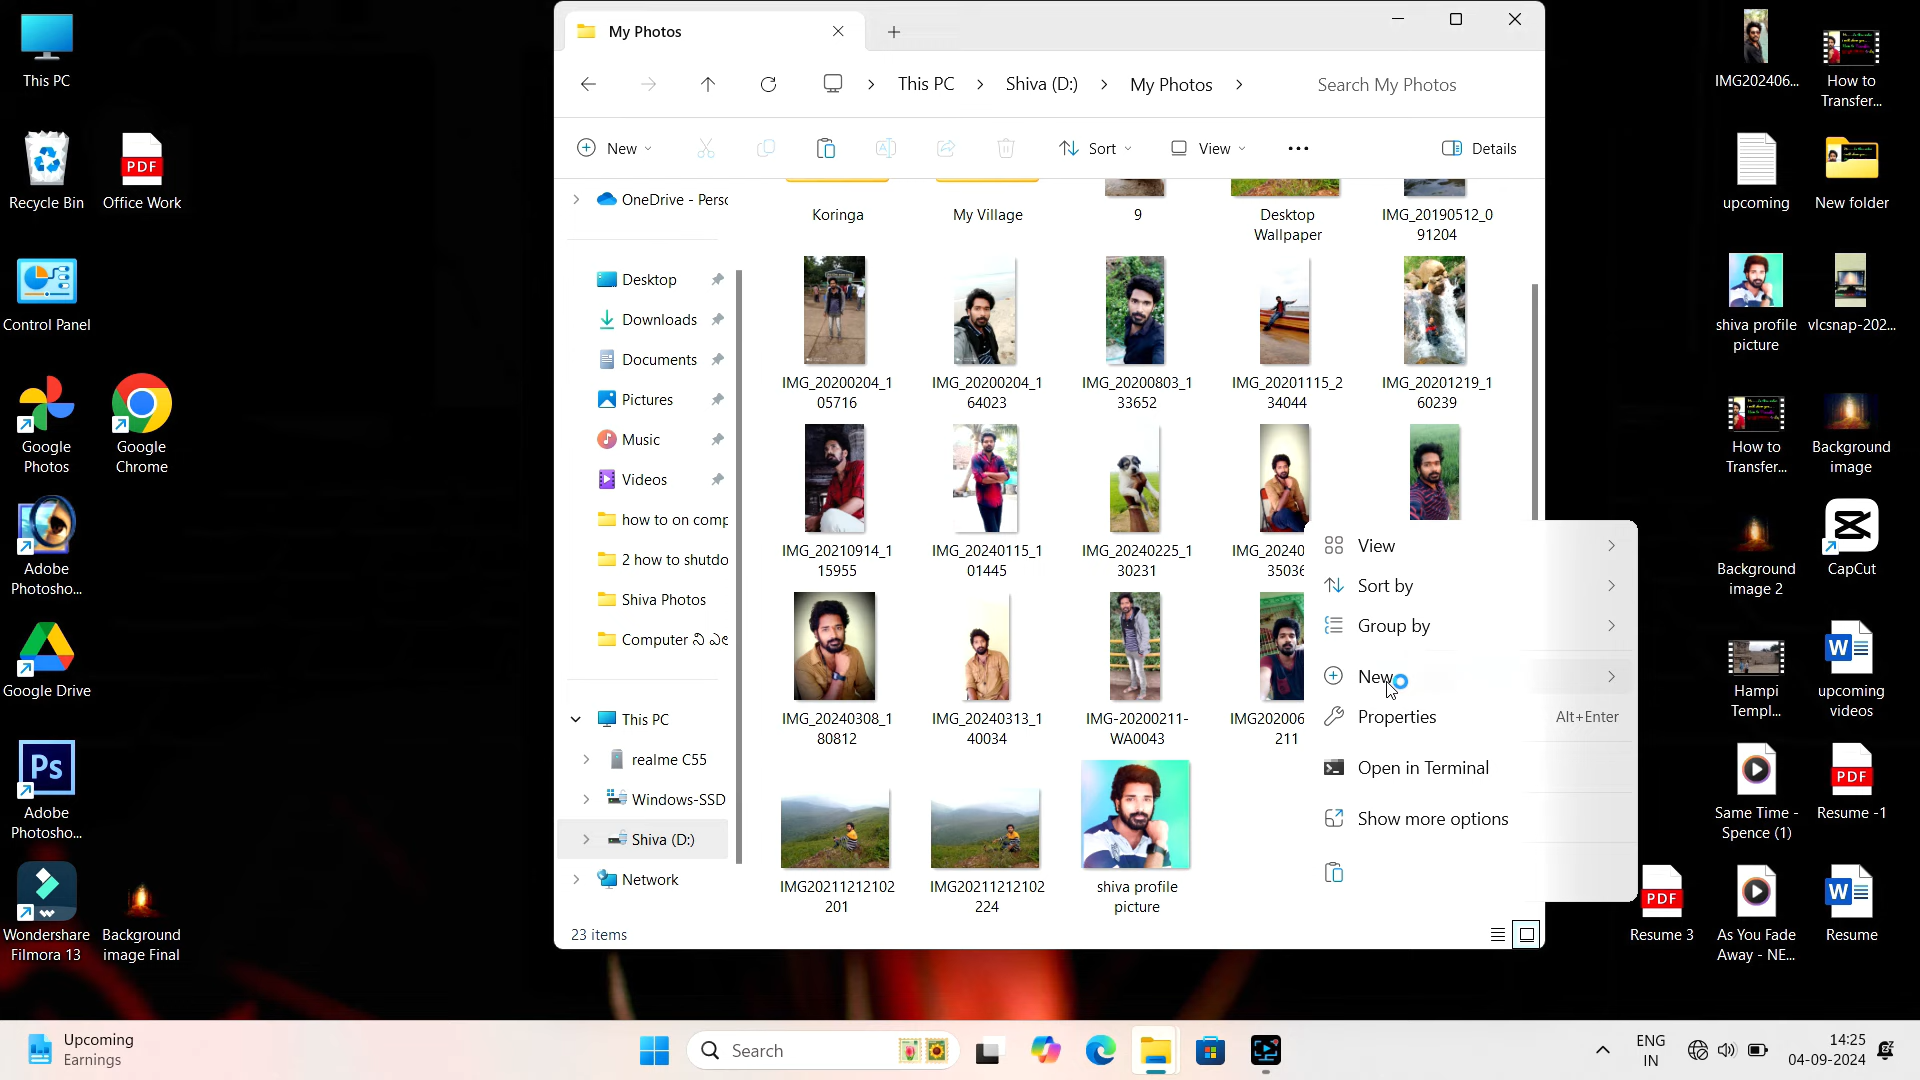 This PC
Recycle Bin
Office Work
Control Panel
Google
Photos
Google
Chrome
Adobe
Photosho...
Google Drive
Adobe
Photosho...
Wondershare
Filmora 13
Background
image Final
My Photos
This PC
Shiva (D:)
My Photos
Search My Photos
New
Sort
View
Details
OneDrive - Perso
Desktop
Downloads
Documents
Pictures
Music
Videos
how to on comp
2 how to shutdo
Shiva Photos
Computer ని ఎల
This PC
realme C55
Windows-SSD
Shiva (D:)
Network
Koringa
My Village
9
Desktop
Wallpaper
IMG_20190512_0
91204
IMG_20200204_1
05716
IMG_20200204_1
64023
IMG_20200803_1
33652
IMG_20201115_2
34044
IMG_20201219_1
60239
IMG_20210914_1
15955
IMG_20240115_1
01445
IMG_20240225_1
30231
IMG_20240
35036
IMG_20240308_1
80812
IMG_20240313_1
40034
IMG-20200211-
WA0043
IMG202006
211
IMG20211212102
201
IMG20211212102
224
shiva profile
picture
View
Sort by
Group by
New
Properties
Alt+Enter
Open in Terminal
Show more options
23 items
IMG202406...
How to
Transfer...
upcoming
New folder
shiva profile
picture
vlcsnap-202...
How to
Transfer...
Background
image
Background
image 2
CapCut
Hampi
Templ...
upcoming
videos
Same Time -
Spence (1)
Resume -1
Resume 3
As You Fade
Away - NE...
Resume
Upcoming
Earnings
Search
ENG
IN
14:25
04-09-2024